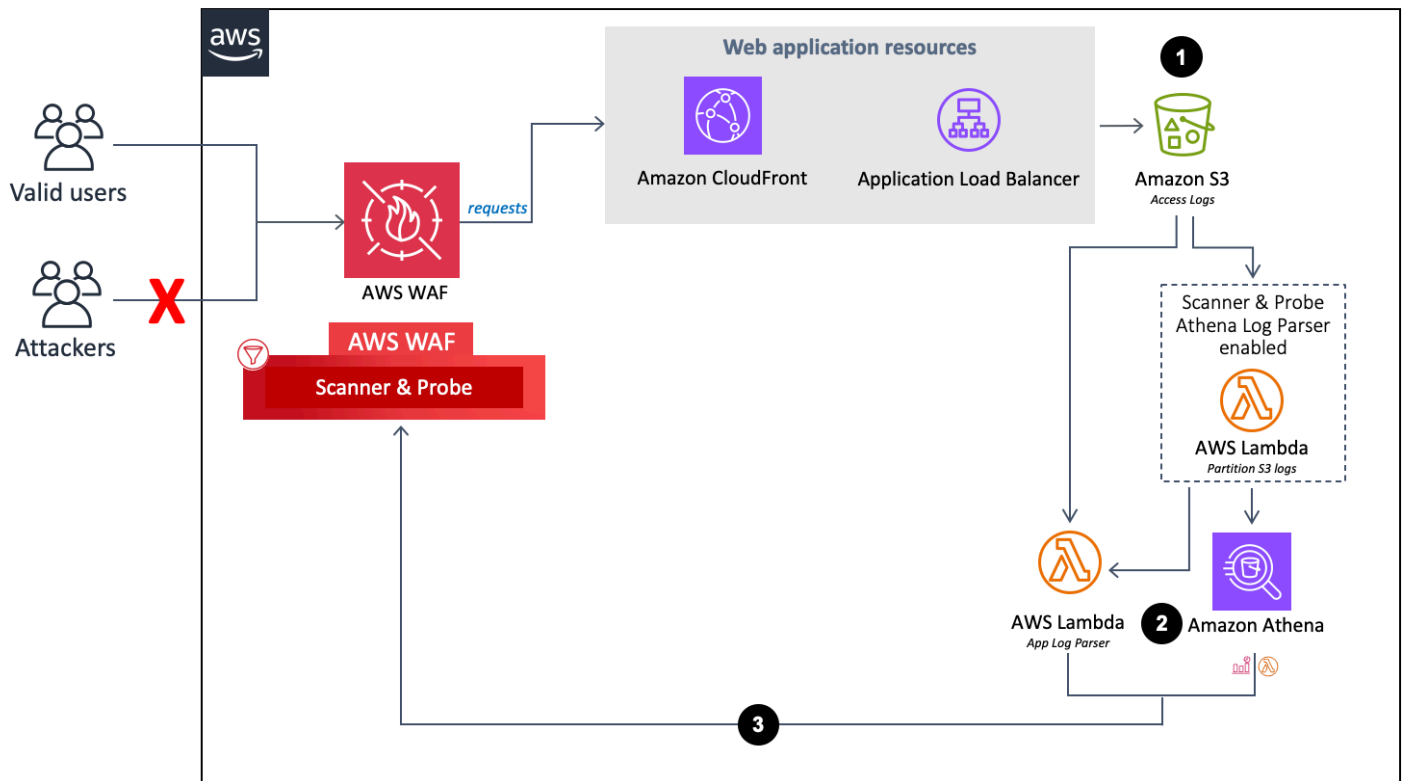 aws
Web application resources
1
Valid users
requests
Amazon CloudFront
Application Load Balancer
Amazon S3
Access Logs
AWS WAF
X
Attackers
AWS WAF
Scanner & Probe
Scanner & Probe
Athena Log Parser
enabled
AWS Lambda
Partition S3 logs
AWS Lambda
App Log Parser
2
Amazon Athena
3